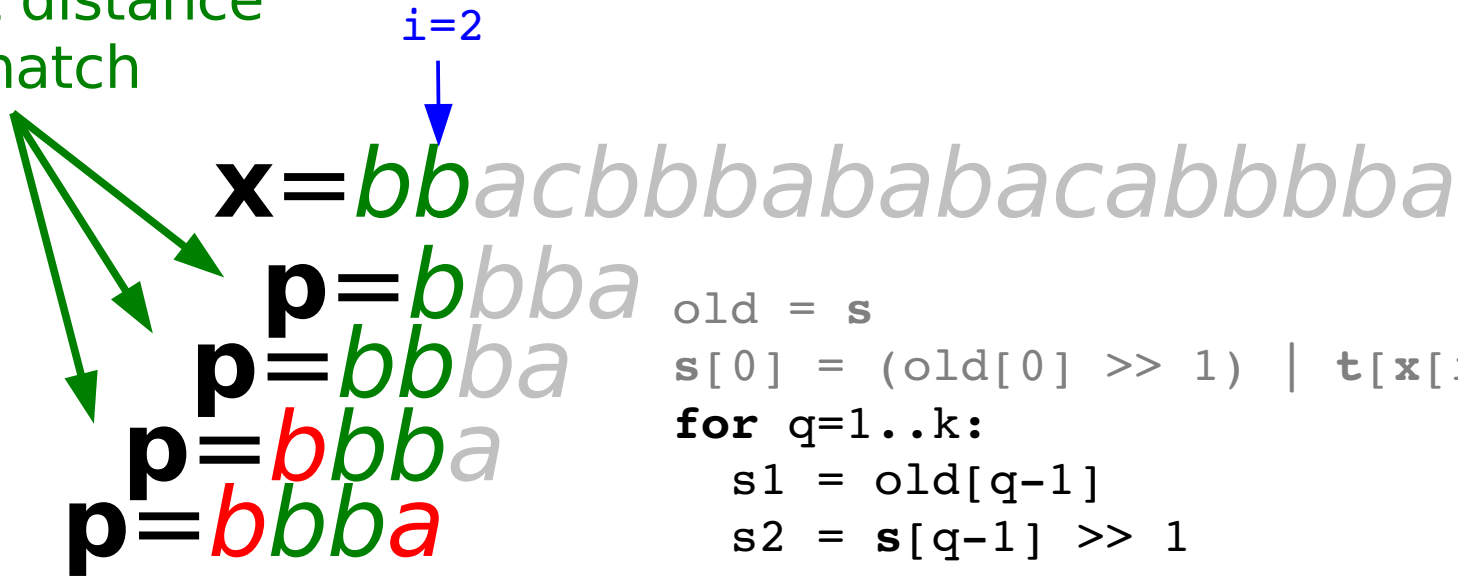 distance
match
i=2
x=bbacbbbababacabbbba
p=bbba
p=bbba
p=bbba
p=bbba
old = s
s[0] = (old[0] >> 1) | t[x[
for q=1..k:
s1 = old[q-1]
s2 = s[q-1] >> 1